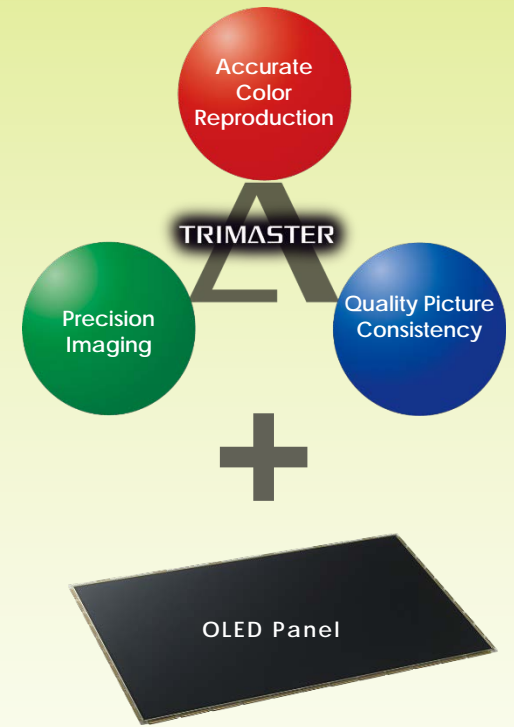 Accurate
Color
Reproduction
TRIMASTER
Precision
Imaging
Quality Picture
Consistency
+
OLED Panel